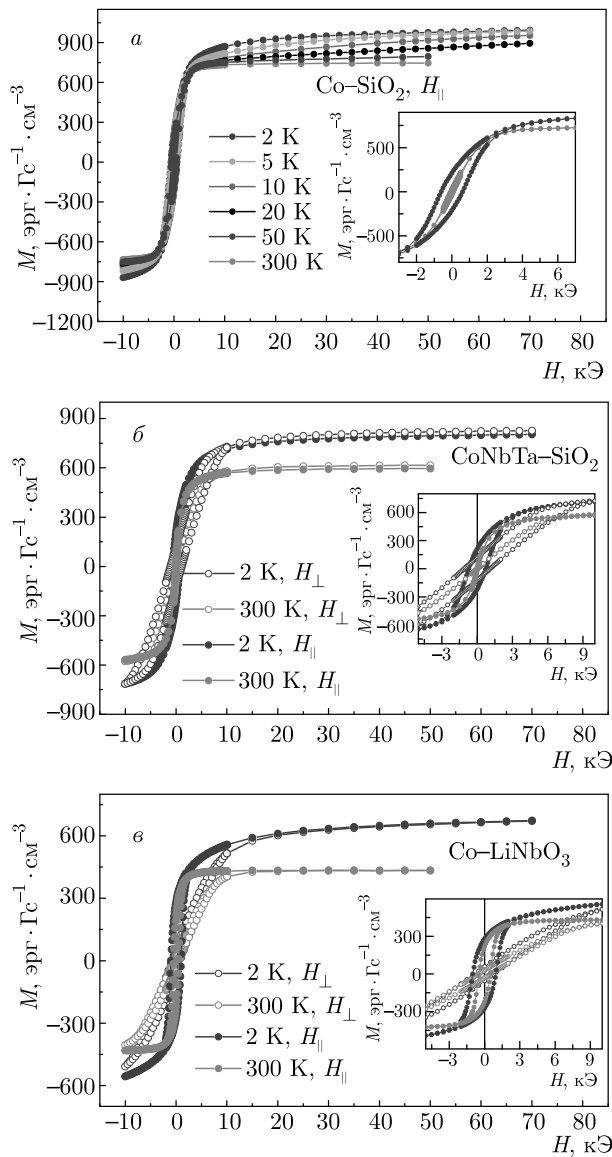 а
Co–SiO₂, H∥
M, эрг · Гс⁻¹ · см⁻³
900
600
300
0
−300
−600
−900
−1200
2 K
5 K
10 K
20 K
50 K
300 K
M, эрг · Гс⁻¹ · см⁻³
500
0
−500
−2 0 2 4 6
H, кЭ
−10 0 10 20 30 40 50 60 70 80
H, кЭ
б
CoNbTa–SiO₂
M, эрг · Гс⁻¹ · см⁻³
900
600
300
0
−300
−600
−900
2 K, H⊥
300 K, H⊥
2 K, H∥
300 K, H∥
M, эрг · Гс⁻¹ · см⁻³
600
300
0
−300
−600
−3 0 3 6 9
H, кЭ
−10 0 10 20 30 40 50 60 70 80
H, кЭ
в
Co–LiNbO₃
M, эрг · Гс⁻¹ · см⁻³
600
300
0
−300
−600
2 K, H⊥
300 K, H⊥
2 K, H∥
300 K, H∥
M, эрг · Гс⁻¹ · см⁻³
300
0
−300
−3 0 3 6 9
H, кЭ
−10 0 10 20 30 40 50 60 70 80
H, кЭ